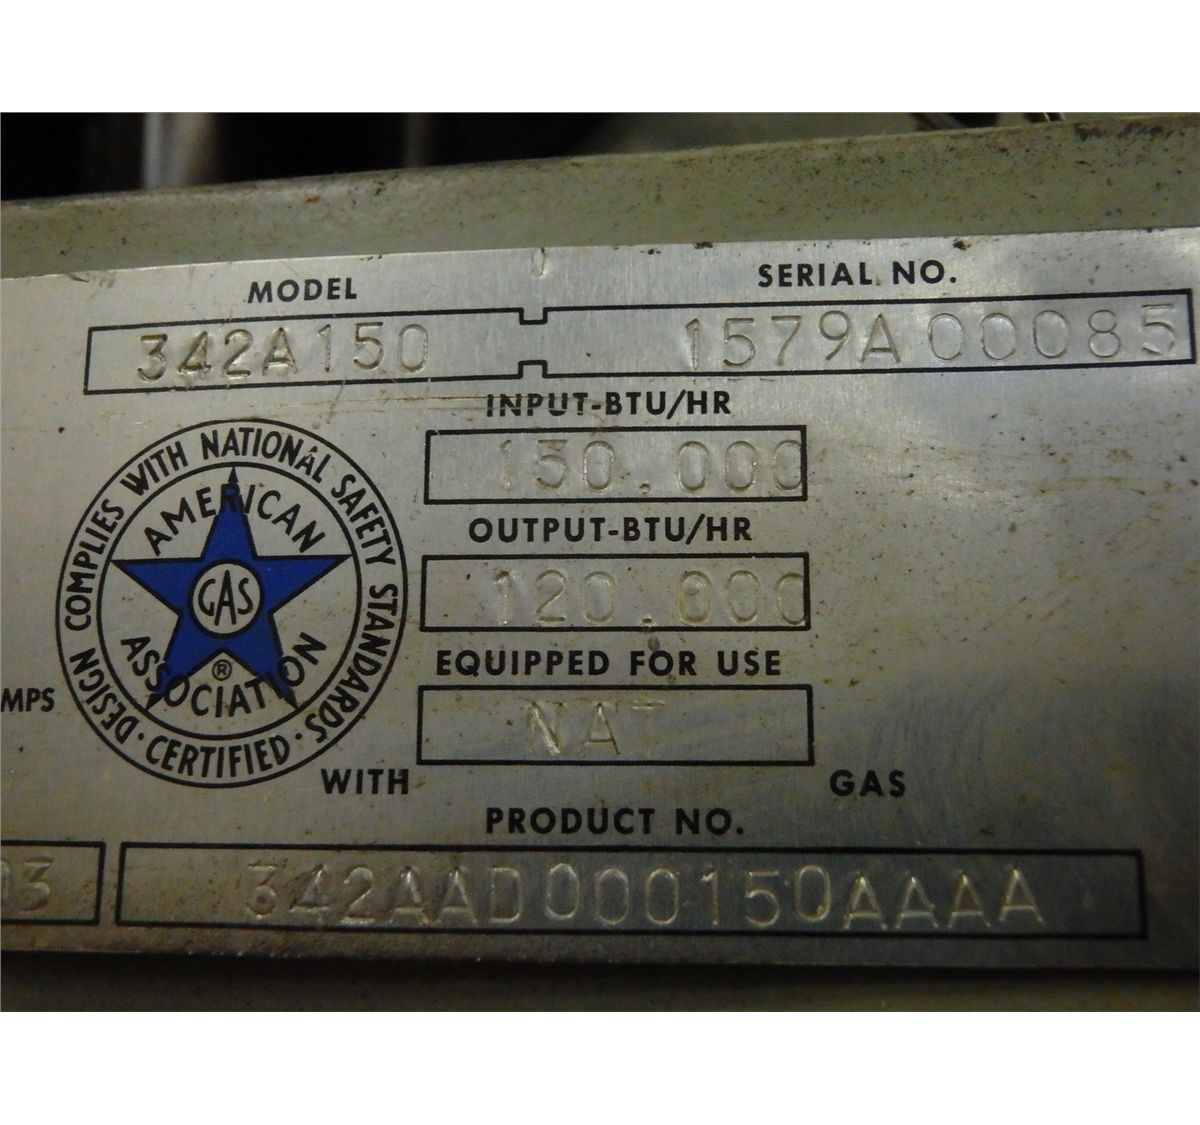 MODEL
SERIAL NO.
342A150
1579A00085
INPUT-BTU/HR
150.000
OUTPUT-BTU/HR
120.000
EQUIPPED FOR USE
NAT
WITH
GAS
DESIGN COMPLIES WITH NATIONAL SAFETY STANDARDS
· CERTIFIED ·
AMERICAN
GAS
ASSOCIATION
®
MPS
PRODUCT NO.
03
342AAD000150AAAA